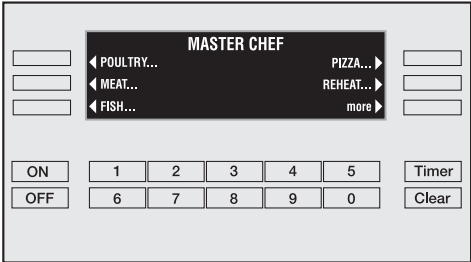 MASTER CHEF
POULTRY... PIZZA...
MEAT... REHEAT...
FISH... more
ON 1 2 3 4 5 Timer
OFF 6 7 8 9 0 Clear